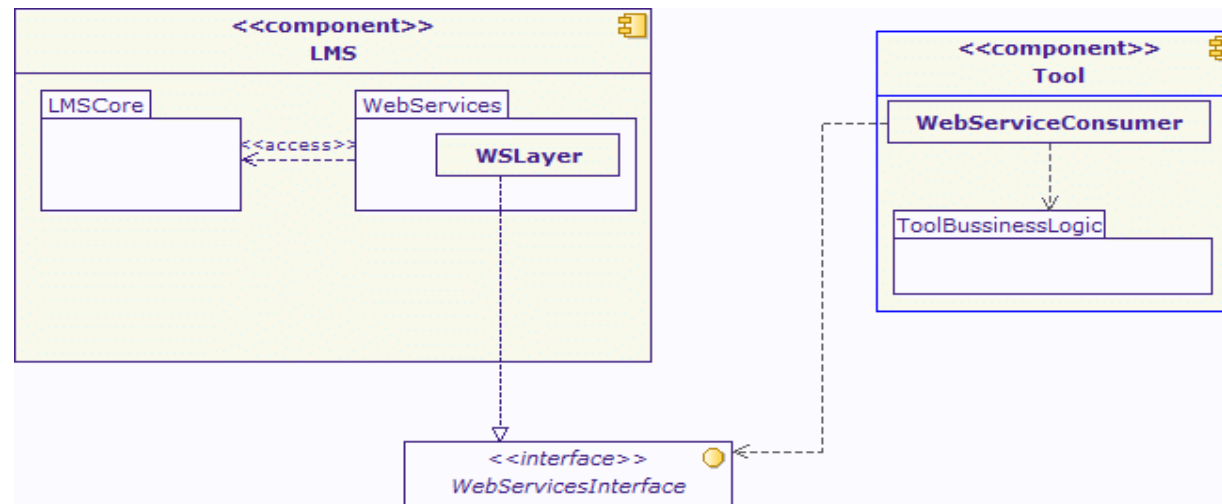 <<component>>
LMS
LMSCore
<<access>>
WebServices
WSLayer
<<component>>
Tool
WebServiceConsumer
ToolBussinessLogic
<<interface>>
WebServicesInterface